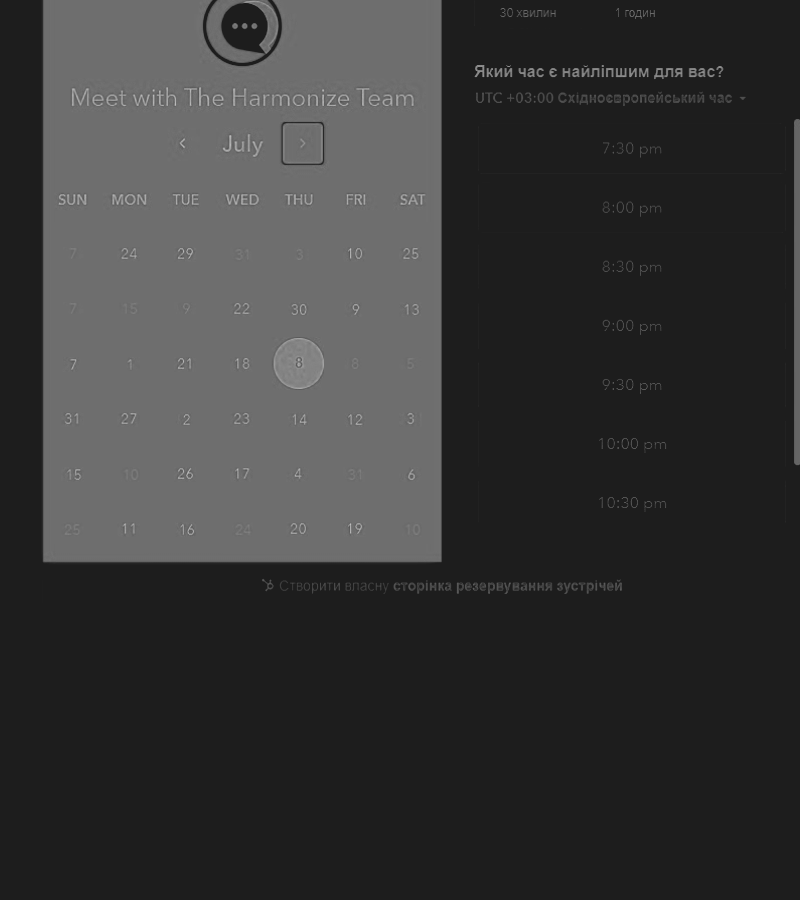 30 хвилин 1 годин
Meet with The Harmonize Team
July
SUN MON TUE WED THU FRI SAT
7 24 29 31 3 10 25
7 15 9 22 30 9 13
7 1 21 18 8 8 5
31 27 2 23 14 12 3
15 10 26 17 4 31 6
25 11 16 24 20 19 10
Який час є найліпшим для вас?
UTC +03:00 Східноєвропейський час
7:30 pm
8:00 pm
8:30 pm
9:00 pm
9:30 pm
10:00 pm
10:30 pm
Створити власну сторінка резервування зустрічей